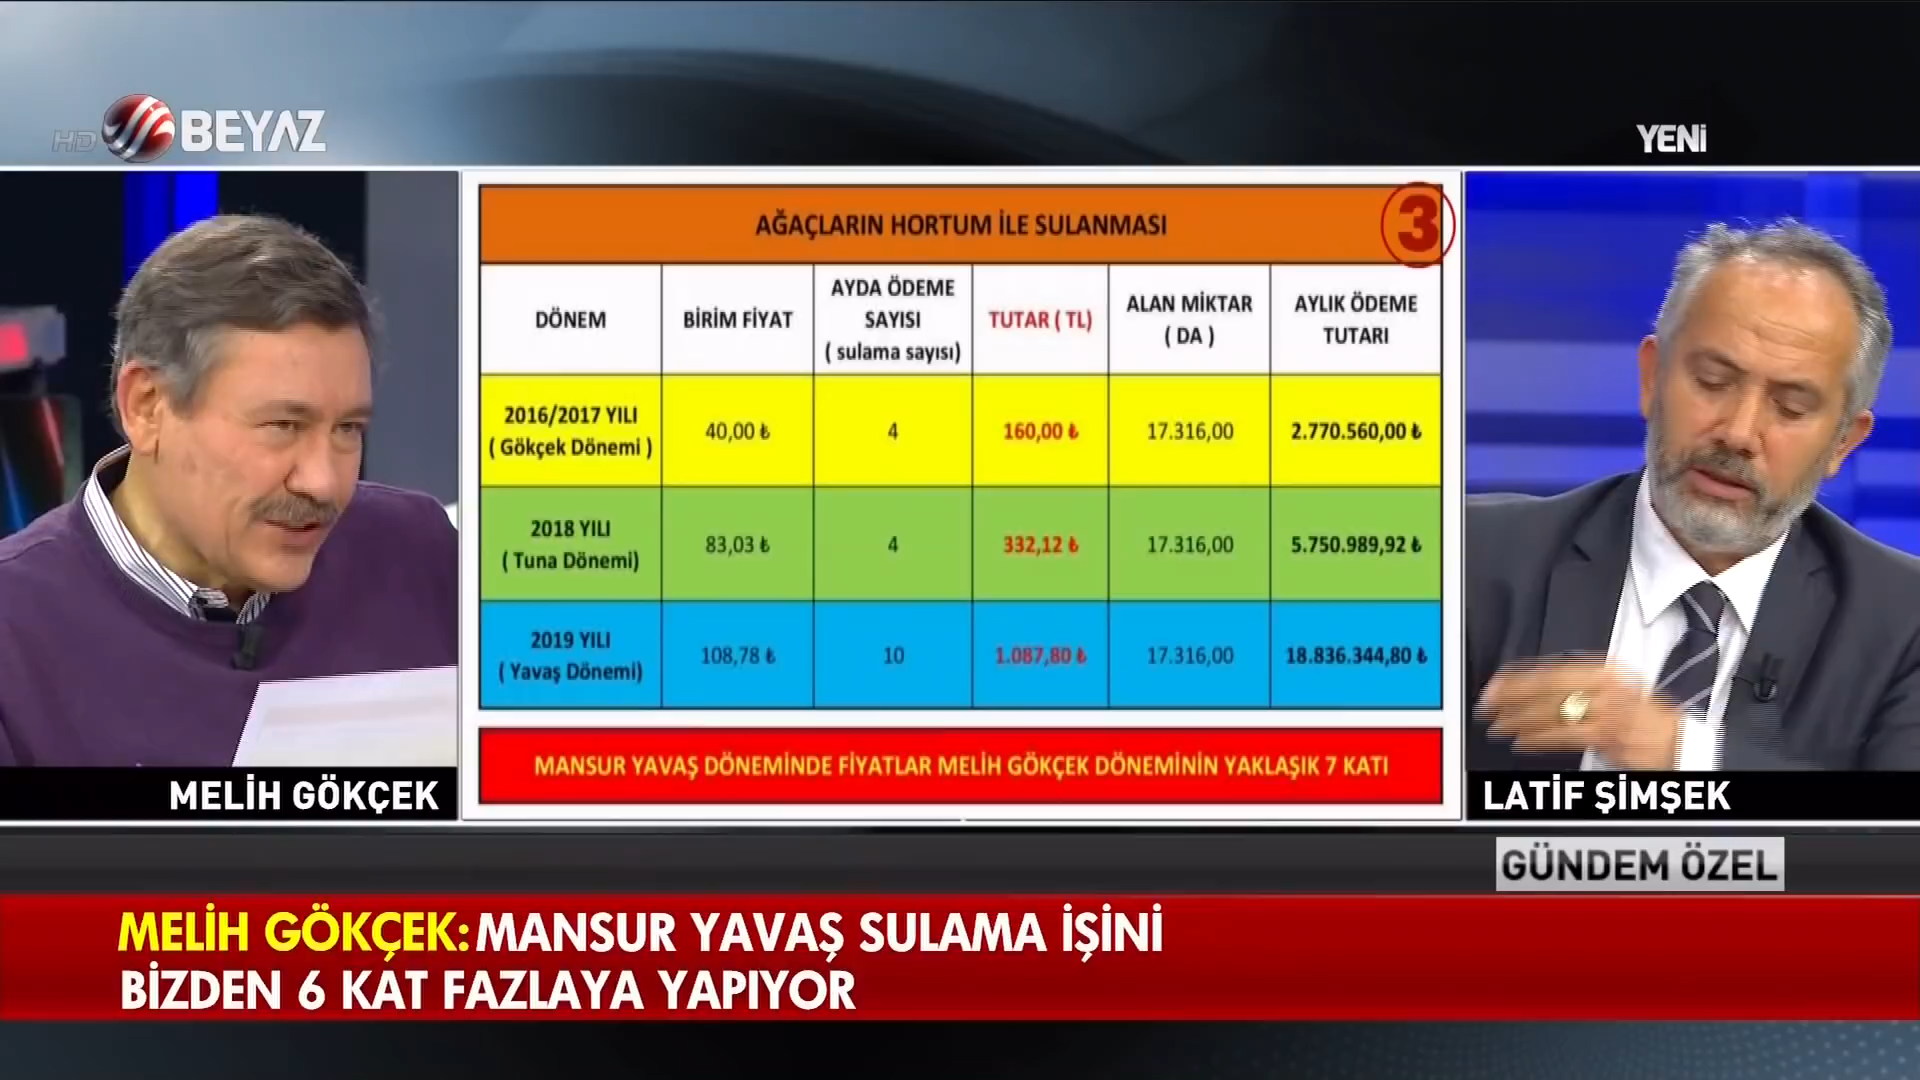 HD BEYAZ
YENİ
AĞAÇLARIN HORTUM İLE SULANMASI
3
DÖNEM
BİRİM FİYAT
AYDA ÖDEME
SAYISI
( sulama sayısı)
TUTAR ( TL)
ALAN MİKTAR
( DA )
AYLIK ÖDEME
TUTARI
2016/2017 YILI
( Gökçek Dönemi )
40,00 ₺
4
160,00 ₺
17.316,00
2.770.560,00 ₺
2018 YILI
( Tuna Dönemi)
83,03 ₺
4
332,12 ₺
17.316,00
5.750.989,92 ₺
2019 YILI
( Yavaş Dönemi)
108,78 ₺
10
1.087,80 ₺
17.316,00
18.836.344,80 ₺
MANSUR YAVAŞ DÖNEMİNDE FİYATLAR MELİH GÖKÇEK DÖNEMİNİN YAKLAŞIK 7 KATI
MELİH GÖKÇEK
LATİF ŞİMŞEK
GÜNDEM ÖZEL
MELİH GÖKÇEK: MANSUR YAVAŞ SULAMA İŞİNİ
BİZDEN 6 KAT FAZLAYA YAPIYOR